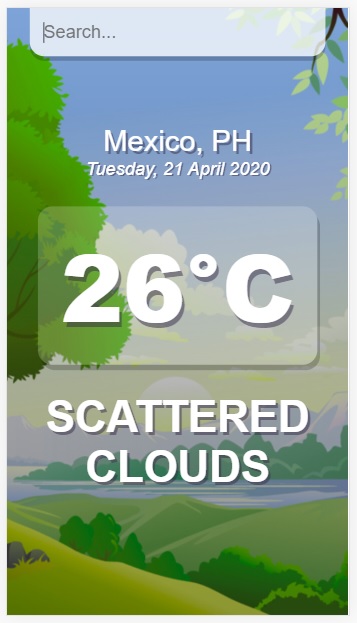 Search...
Mexico, PH
Tuesday, 21 April 2020
26°C
SCATTERED
CLOUDS